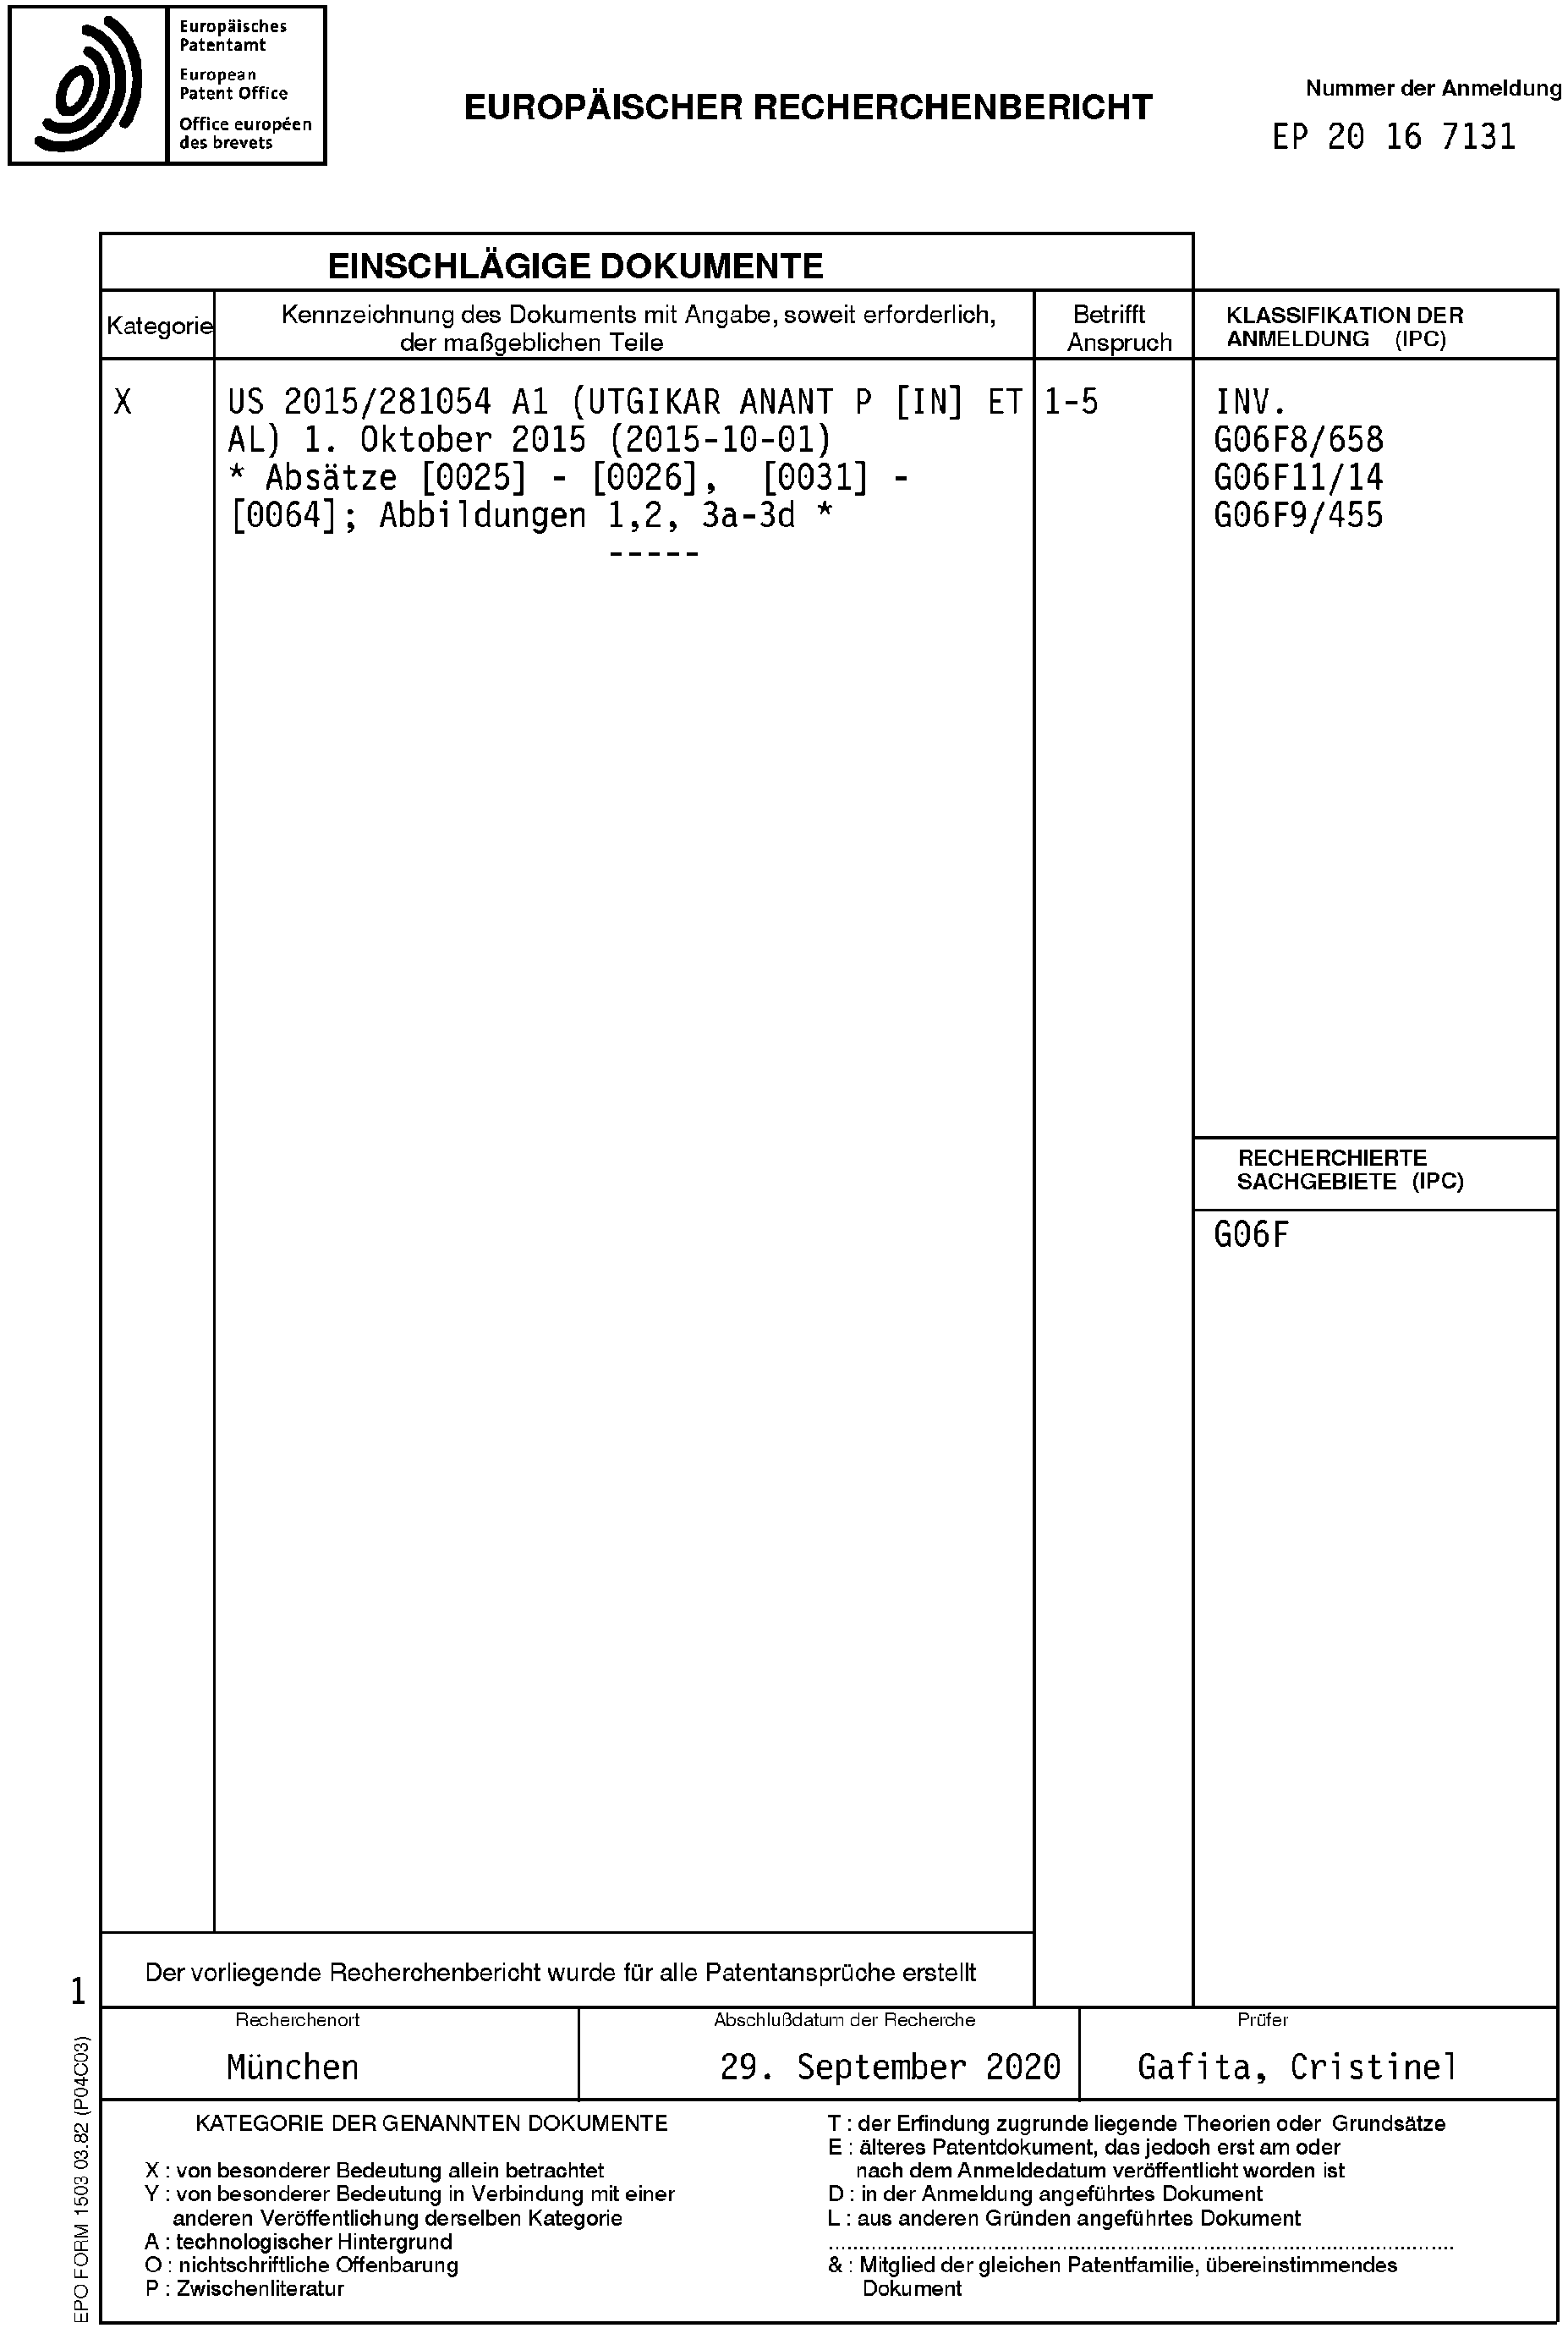 Europäisches
Patentamt
European
Patent Office
Office européen
des brevets
EUROPÄISCHER RECHERCHENBERICHT
Nummer der Anmeldung
EP 20 16 7131
EINSCHLÄGIGE DOKUMENTE
Kategorie
Kennzeichnung des Dokuments mit Angabe, soweit erforderlich,
der maßgeblichen Teile
Betrifft
Anspruch
KLASSIFIKATION DER
ANMELDUNG (IPC)
X
US 2015/281054 A1 (UTGIKAR ANANT P [IN] ET
AL) 1. Oktober 2015 (2015-10-01)
* Absätze [0025] - [0026], [0031] -
[0064]; Abbildungen 1,2, 3a-3d *
-----
1-5
INV.
G06F8/658
G06F11/14
G06F9/455
RECHERCHIERTE
SACHGEBIETE (IPC)
G06F
Der vorliegende Recherchenbericht wurde für alle Patentansprüche erstellt
1
Recherchenort
München
Abschlußdatum der Recherche
29. September 2020
Prüfer
Gafita, Cristinel
EPO FORM 1503 03.82 (P04C03)
KATEGORIE DER GENANNTEN DOKUMENTE
X : von besonderer Bedeutung allein betrachtet
Y : von besonderer Bedeutung in Verbindung mit einer
anderen Veröffentlichung derselben Kategorie
A : technologischer Hintergrund
O : nichtschriftliche Offenbarung
P : Zwischenliteratur
T : der Erfindung zugrunde liegende Theorien oder Grundsätze
E : älteres Patentdokument, das jedoch erst am oder
nach dem Anmeldedatum veröffentlicht worden ist
D : in der Anmeldung angeführtes Dokument
L : aus anderen Gründen angeführtes Dokument
& : Mitglied der gleichen Patentfamilie, übereinstimmendes
Dokument